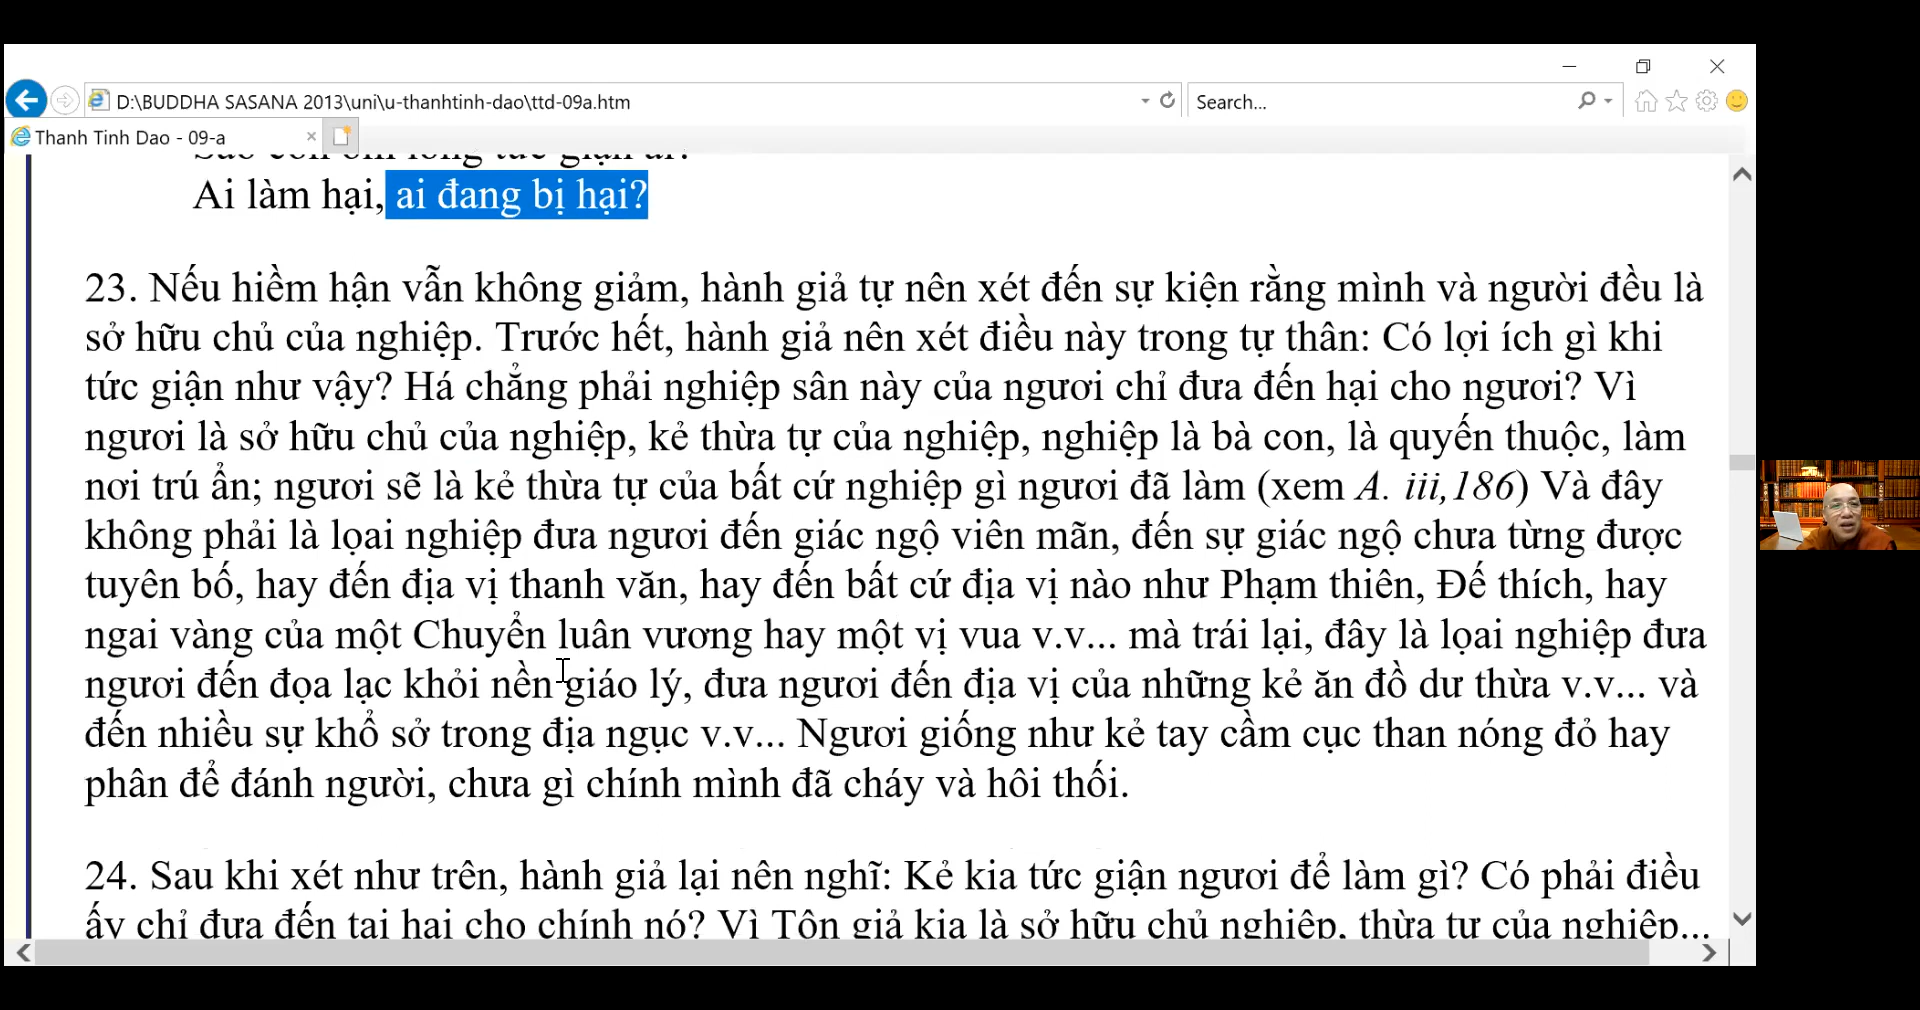 D:\BUDDHA SASANA 2013\uni\u-thanhtinh-dao\ttd-09a.htm
Search...
Thanh Tinh Dao - 09-a
Sao còn ôm lòng tức giận ai?
Ai làm hại, ai đang bị hại?
23. Nếu hiềm hận vẫn không giảm, hành giả tự nên xét đến sự kiện rằng mình và người đều là
sở hữu chủ của nghiệp. Trước hết, hành giả nên xét điều này trong tự thân: Có lợi ích gì khi
tức giận như vậy? Há chẳng phải nghiệp sân này của ngươi chỉ đưa đến hại cho ngươi? Vì
ngươi là sở hữu chủ của nghiệp, kẻ thừa tự của nghiệp, nghiệp là bà con, là quyến thuộc, làm
nơi trú ẩn; ngươi sẽ là kẻ thừa tự của bất cứ nghiệp gì ngươi đã làm (xem A. iii,186) Và đây
không phải là lọai nghiệp đưa ngươi đến giác ngộ viên mãn, đến sự giác ngộ chưa từng được
tuyên bố, hay đến địa vị thanh văn, hay đến bất cứ địa vị nào như Phạm thiên, Đế thích, hay
ngai vàng của một Chuyển luân vương hay một vị vua v.v... mà trái lại, đây là lọai nghiệp đưa
ngươi đến đọa lạc khỏi nền giáo lý, đưa ngươi đến địa vị của những kẻ ăn đồ dư thừa v.v... và
đến nhiều sự khổ sở trong địa ngục v.v... Ngươi giống như kẻ tay cầm cục than nóng đỏ hay
phân để đánh người, chưa gì chính mình đã cháy và hôi thối.
24. Sau khi xét như trên, hành giả lại nên nghĩ: Kẻ kia tức giận ngươi để làm gì? Có phải điều
ấy chỉ đưa đến tai hại cho chính nó? Vì Tôn giả kia là sở hữu chủ nghiệp, thừa tự của nghiệp...